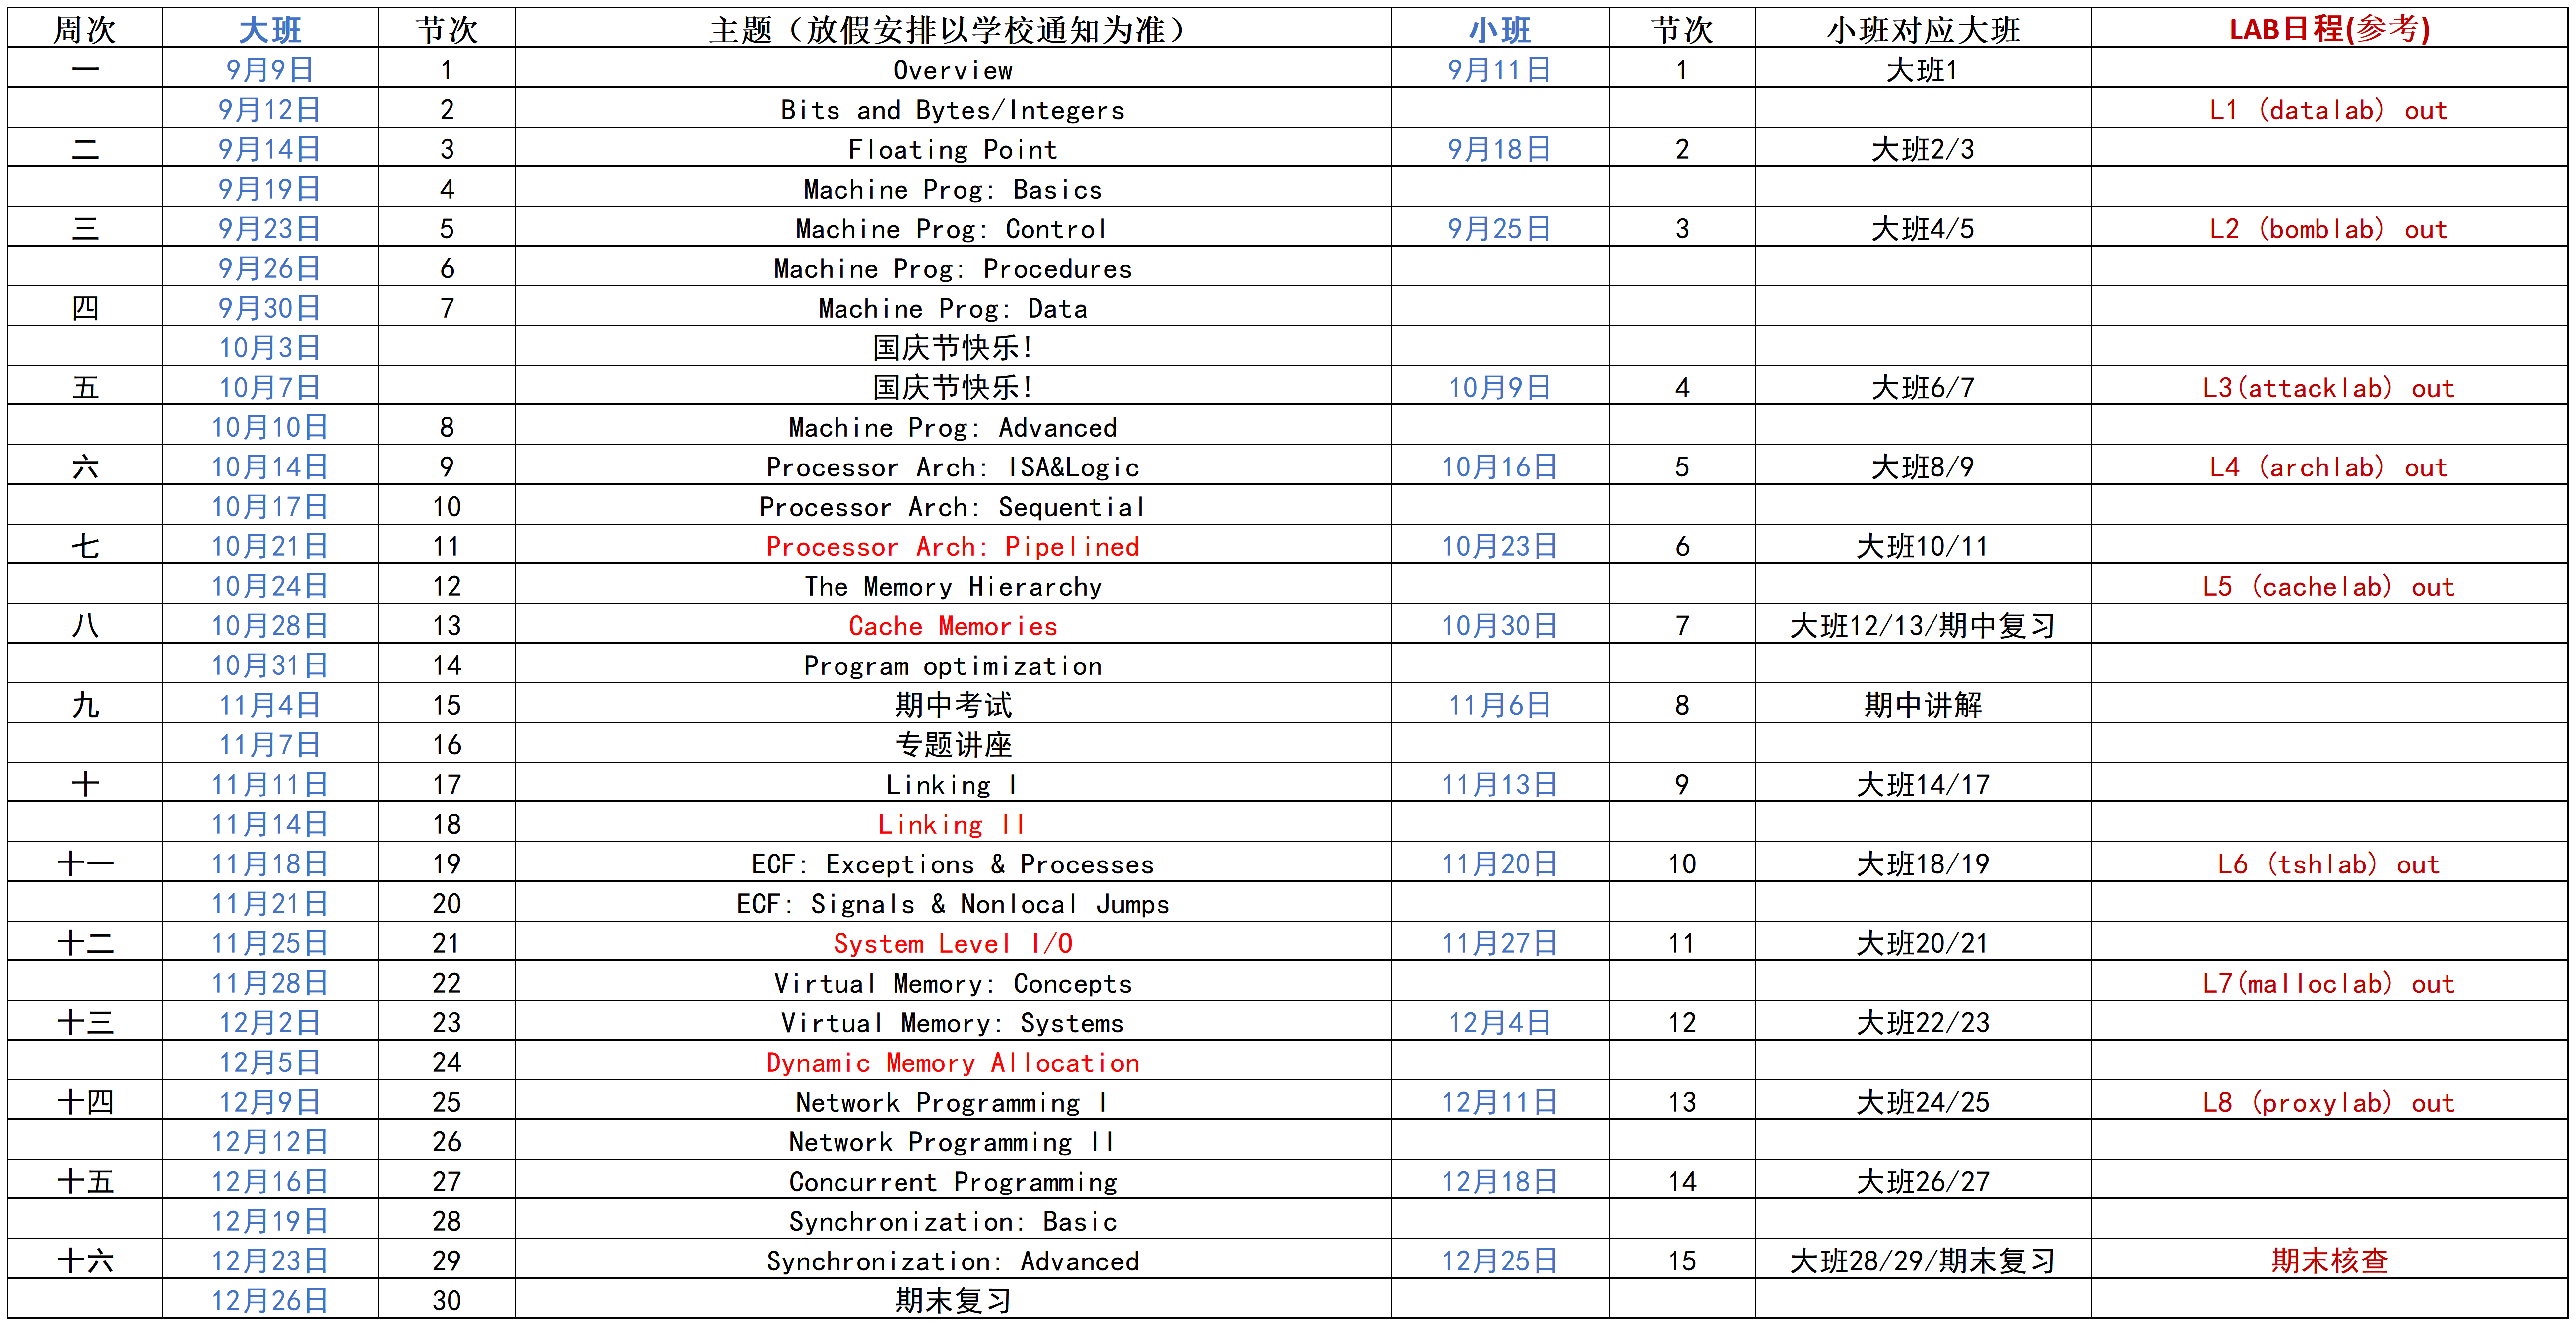 周次 大班 节次 主题（放假安排以学校通知为准） 小班 节次 小班对应大班 LAB日程(参考)
一 9月9日 1 Overview 9月11日 1 大班1
9月12日 2 Bits and Bytes/Integers L1 (datalab) out
二 9月14日 3 Floating Point 9月18日 2 大班2/3
9月19日 4 Machine Prog: Basics
三 9月23日 5 Machine Prog: Control 9月25日 3 大班4/5 L2 (bomblab) out
9月26日 6 Machine Prog: Procedures
四 9月30日 7 Machine Prog: Data
10月3日 国庆节快乐!
五 10月7日 国庆节快乐! 10月9日 4 大班6/7 L3(attacklab) out
10月10日 8 Machine Prog: Advanced
六 10月14日 9 Processor Arch: ISA&Logic 10月16日 5 大班8/9 L4 (archlab) out
10月17日 10 Processor Arch: Sequential
七 10月21日 11 Processor Arch: Pipelined 10月23日 6 大班10/11
10月24日 12 The Memory Hierarchy L5 (cachelab) out
八 10月28日 13 Cache Memories 10月30日 7 大班12/13/期中复习
10月31日 14 Program optimization
九 11月4日 15 期中考试 11月6日 8 期中讲解
11月7日 16 专题讲座
十 11月11日 17 Linking I 11月13日 9 大班14/17
11月14日 18 Linking II
十一 11月18日 19 ECF: Exceptions & Processes 11月20日 10 大班18/19 L6 (tshlab) out
11月21日 20 ECF: Signals & Nonlocal Jumps
十二 11月25日 21 System Level I/O 11月27日 11 大班20/21
11月28日 22 Virtual Memory: Concepts L7(malloclab) out
十三 12月2日 23 Virtual Memory: Systems 12月4日 12 大班22/23
12月5日 24 Dynamic Memory Allocation
十四 12月9日 25 Network Programming I 12月11日 13 大班24/25 L8 (proxylab) out
12月12日 26 Network Programming II
十五 12月16日 27 Concurrent Programming 12月18日 14 大班26/27
12月19日 28 Synchronization: Basic
十六 12月23日 29 Synchronization: Advanced 12月25日 15 大班28/29/期末复习 期末核查
12月26日 30 期末复习